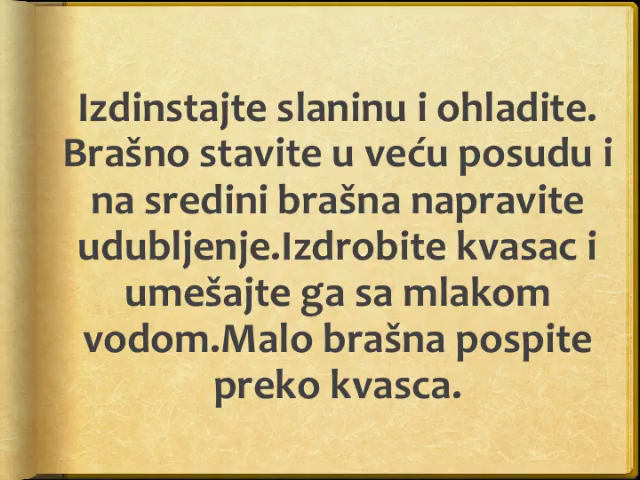 Izdinstajte slaninu i ohladite.
Brašno stavite u veću posudu i
na sredini brašna napravite
udubljenje.Izdrobite kvasac i
umešajte ga sa mlakom
vodom.Malo brašna pospite
preko kvasca.